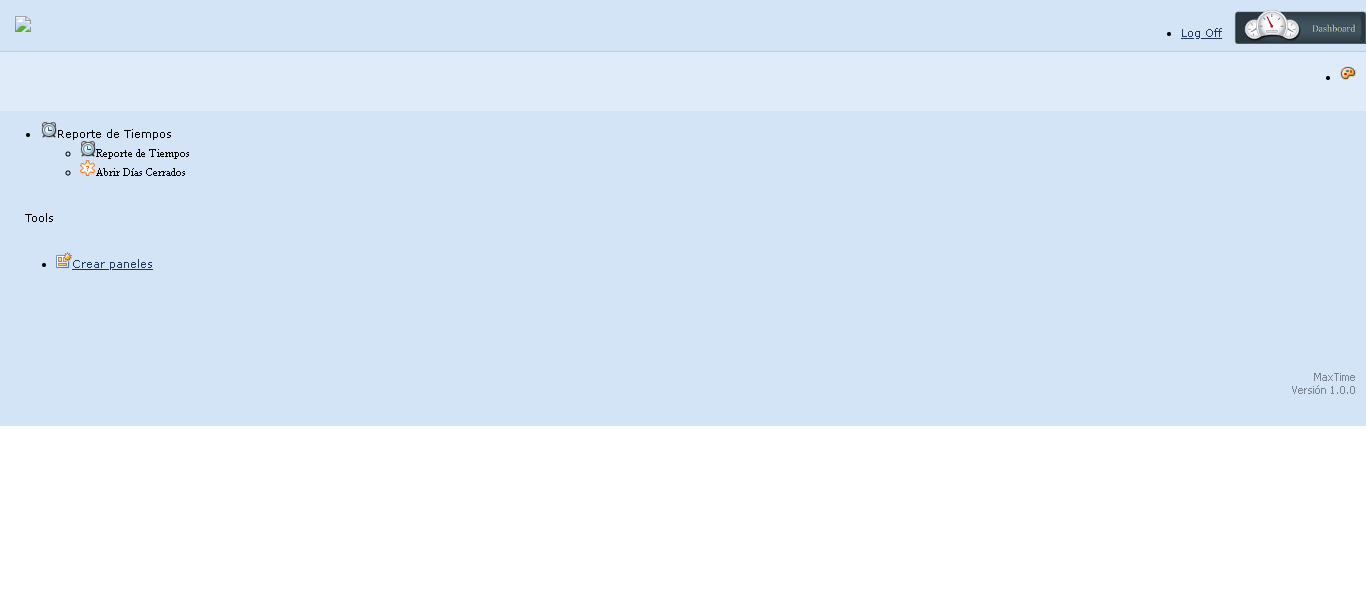 Log Off
Dashboard
Reporte de Tiempos
Reporte de Tiempos
Abrir Días Cerrados
Tools
Crear paneles
MaxTime
Versión 1.0.0